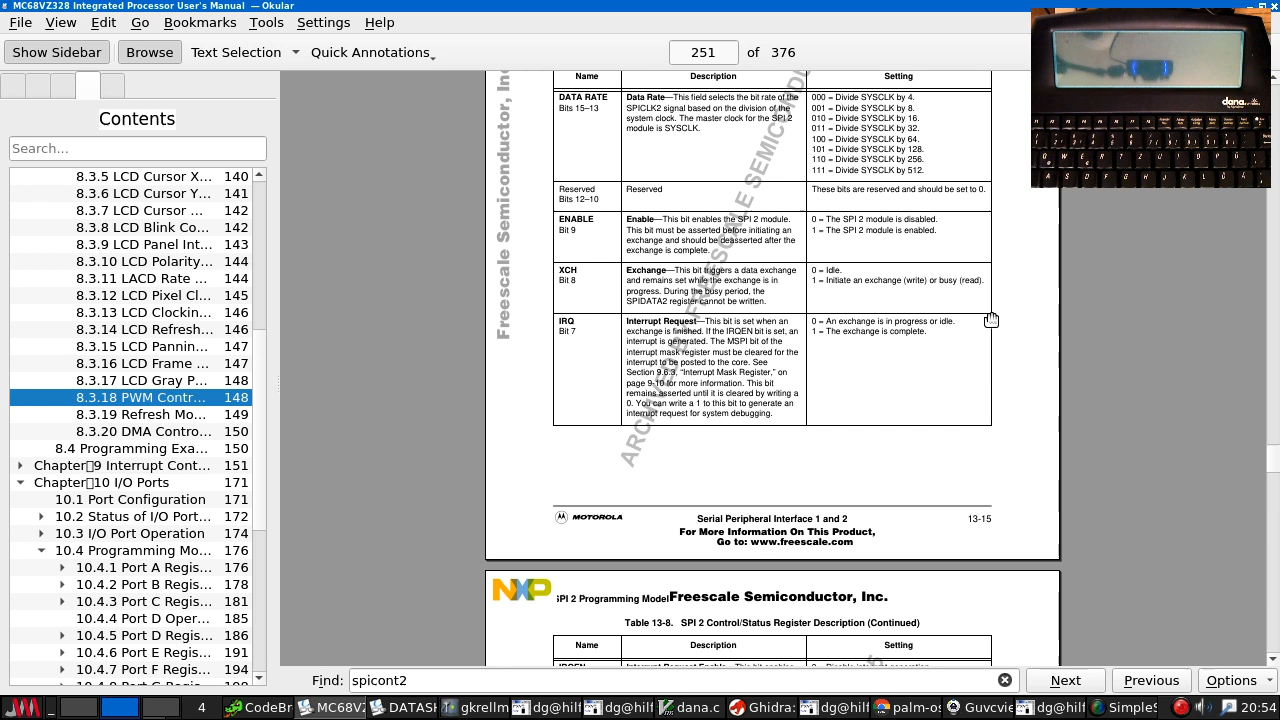 MC68VZ328 Integrated Processor User's Manual — Okular
File View Edit Go Bookmarks Tools Settings Help
Show Sidebar Browse Text Selection Quick Annotations 251 of 376
Contents
Search...
8.3.5 LCD Cursor X... 140
8.3.6 LCD Cursor Y... 141
8.3.7 LCD Cursor ... 142
8.3.8 LCD Blink Co... 142
8.3.9 LCD Panel Int... 143
8.3.10 LCD Polarity... 144
8.3.11 LACD Rate ... 144
8.3.12 LCD Pixel Cl... 145
8.3.13 LCD Clockin... 146
8.3.14 LCD Refresh... 146
8.3.15 LCD Pannin... 147
8.3.16 LCD Frame ... 147
8.3.17 LCD Gray P... 148
8.3.18 PWM Contr... 148
8.3.19 Refresh Mo... 149
8.3.20 DMA Contro... 150
8.4 Programming Exa... 150
Chapter 9 Interrupt Cont... 151
Chapter 10 I/O Ports 171
10.1 Port Configuration 171
10.2 Status of I/O Port... 172
10.3 I/O Port Operation 174
10.4 Programming Mo... 176
10.4.1 Port A Regis... 176
10.4.2 Port B Regis... 178
10.4.3 Port C Regis... 181
10.4.4 Port D Oper... 185
10.4.5 Port D Regis... 186
10.4.6 Port E Regis... 191
10.4.7 Port F Regis... 194
Freescale Semiconductor, Inc
ARCHIVED BY FREESCALE SEMICONDU
Name Description Setting
DATA RATE
Bits 15–13
Data Rate—This field selects the bit rate of the
SPICLK2 signal based on the division of the
system clock. The master clock for the SPI 2
module is SYSCLK.
000 = Divide SYSCLK by 4.
001 = Divide SYSCLK by 8.
010 = Divide SYSCLK by 16.
011 = Divide SYSCLK by 32.
100 = Divide SYSCLK by 64.
101 = Divide SYSCLK by 128.
110 = Divide SYSCLK by 256.
111 = Divide SYSCLK by 512.
Reserved
Bits 12–10
Reserved
These bits are reserved and should be set to 0.
ENABLE
Bit 9
Enable—This bit enables the SPI 2 module.
This bit must be asserted before initiating an
exchange and should be deasserted after the
exchange is complete.
0 = The SPI 2 module is disabled.
1 = The SPI 2 module is enabled.
XCH
Bit 8
Exchange—This bit triggers a data exchange
and remains set while the exchange is in
progress. During the busy period, the
SPIDATA2 register cannot be written.
0 = Idle.
1 = Initiate an exchange (write) or busy (read).
IRQ
Bit 7
Interrupt Request—This bit is set when an
exchange is finished. If the IRQEN bit is set, an
interrupt is generated. The MSPI bit of the
interrupt mask register must be cleared for the
interrupt to be posted to the core. See
Section 9.6.3, “Interrupt Mask Register,” on
page 9-10 for more information. This bit
remains asserted until it is cleared by writing a
0. You can write a 1 to this bit to generate an
interrupt request for system debugging.
0 = An exchange is in progress or idle.
1 = The exchange is complete.
MOTOROLA Serial Peripheral Interface 1 and 2 13-15
For More Information On This Product,
Go to: www.freescale.com
NXP SPI 2 Programming Model Freescale Semiconductor, Inc.
Table 13-8. SPI 2 Control/Status Register Description (Continued)
Name Description Setting
dana
Find: spicont2 Next Previous Options
4 CodeBr MC68VZ DATASH gkrellm dg@hilf dg@hilf dana.c Ghidra: dg@hilf palm-os Guvcvie dg@hilf SimpleS 20:54